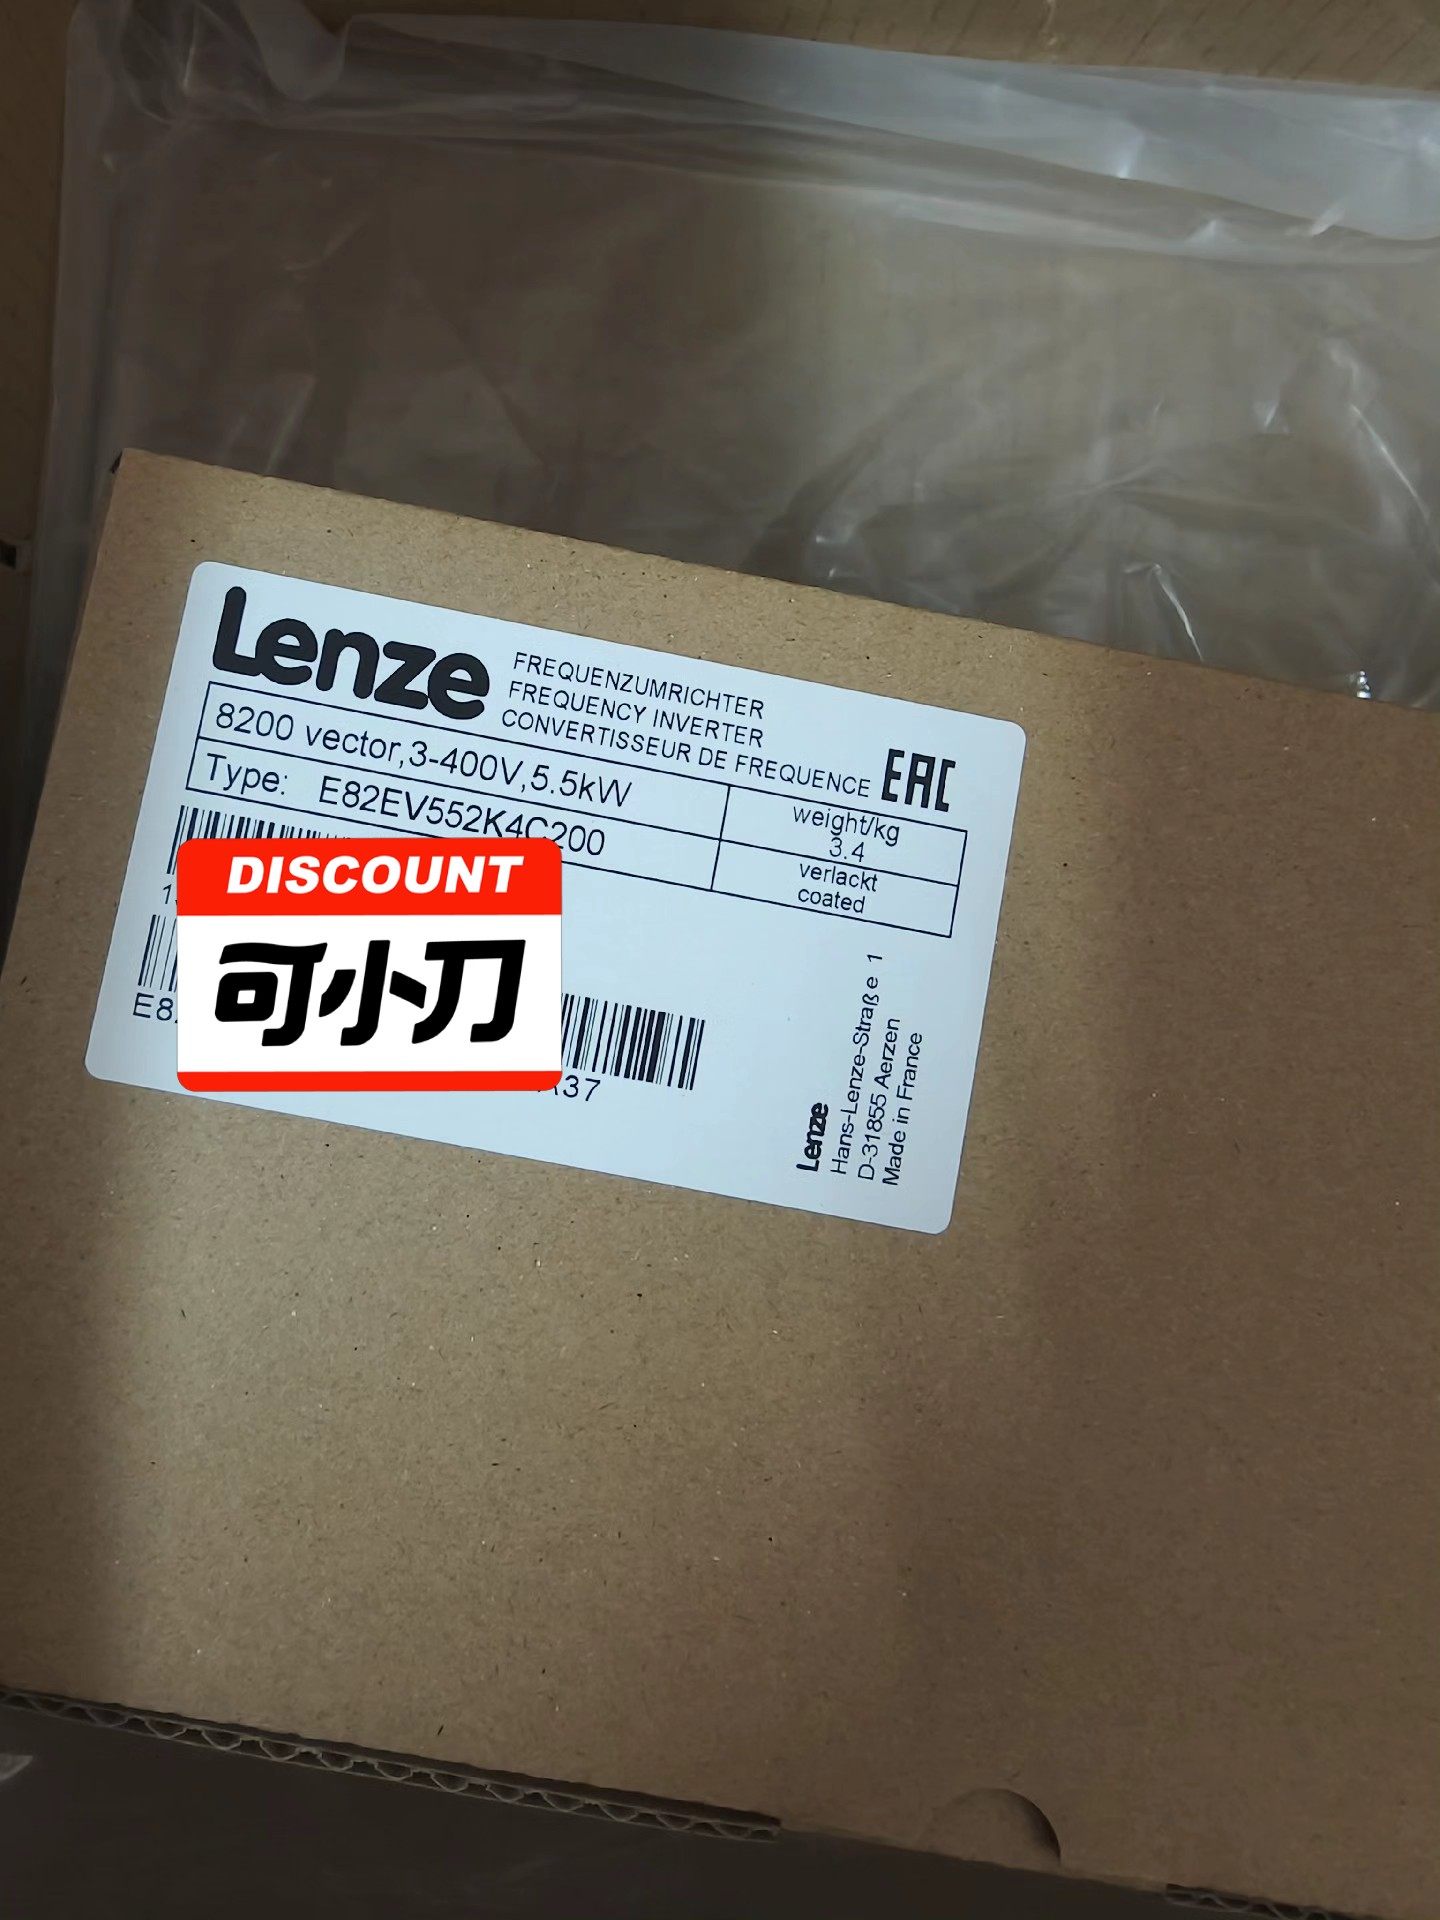 Lenze
FREQUENZUMRICHTER
FREQUENCY INVERTER
CONVERTISSEUR DE FREQUENCE
EAC
8200 vector,3-400V,5.5kW
weight/kg
3.4
Type: E82EV552K4C200
verlackt
coated
DISCOUNT
可小刀
37
Lenze
Hans-Lenze-Straße 1
D-31855 Aerzen
Made in France